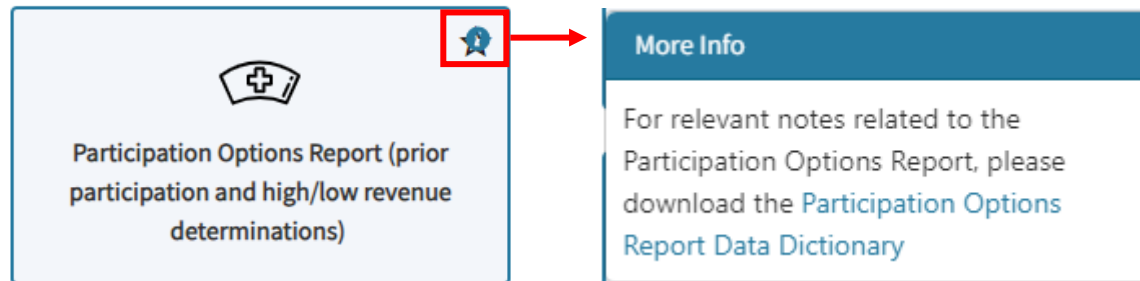 Participation Options Report (prior
participation and high/low revenue
determinations)
More Info
For relevant notes related to the
Participation Options Report, please
download the Participation Options
Report Data Dictionary